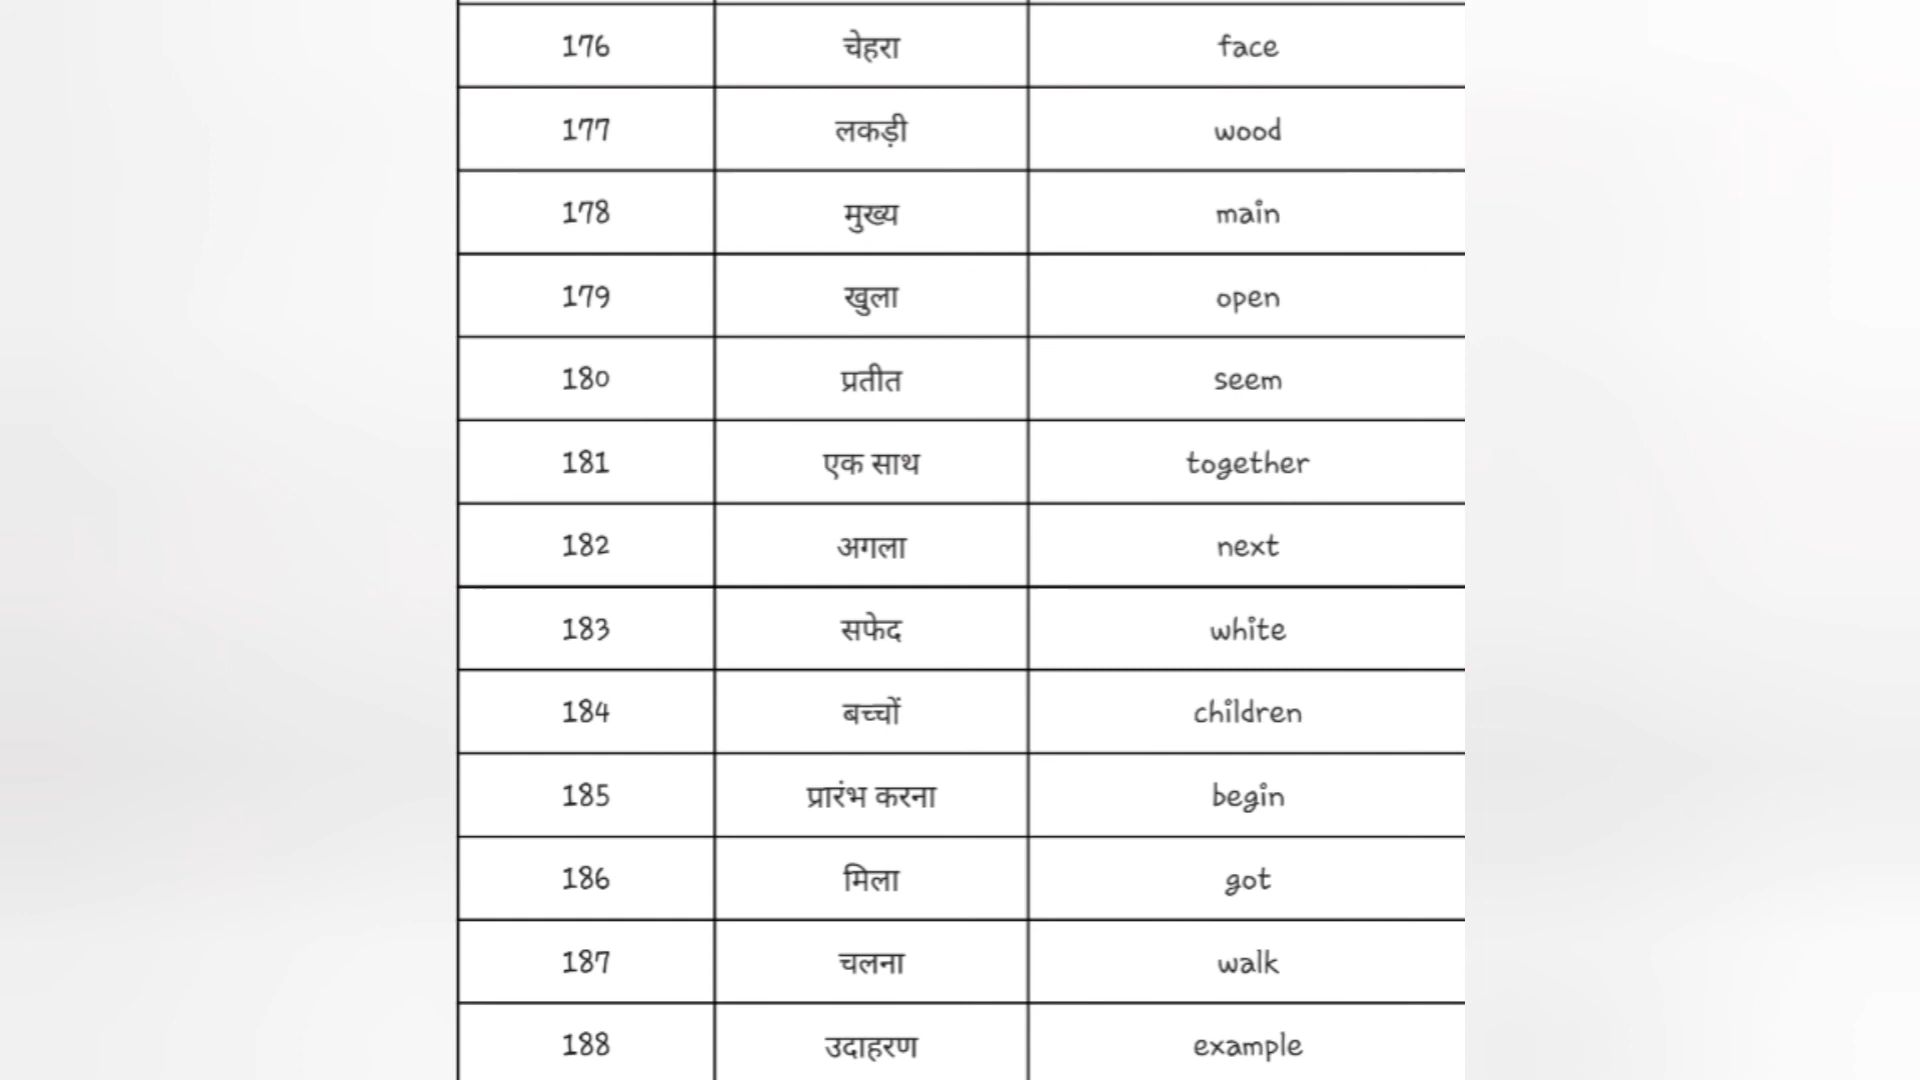 176 चेहरा face
177 लकड़ी wood
178 मुख्य main
179 खुला open
180 प्रतीत seem
181 एक साथ together
182 अगला next
183 सफेद white
184 बच्चों children
185 प्रारंभ करना begin
186 मिला got
187 चलना walk
188 उदाहरण example